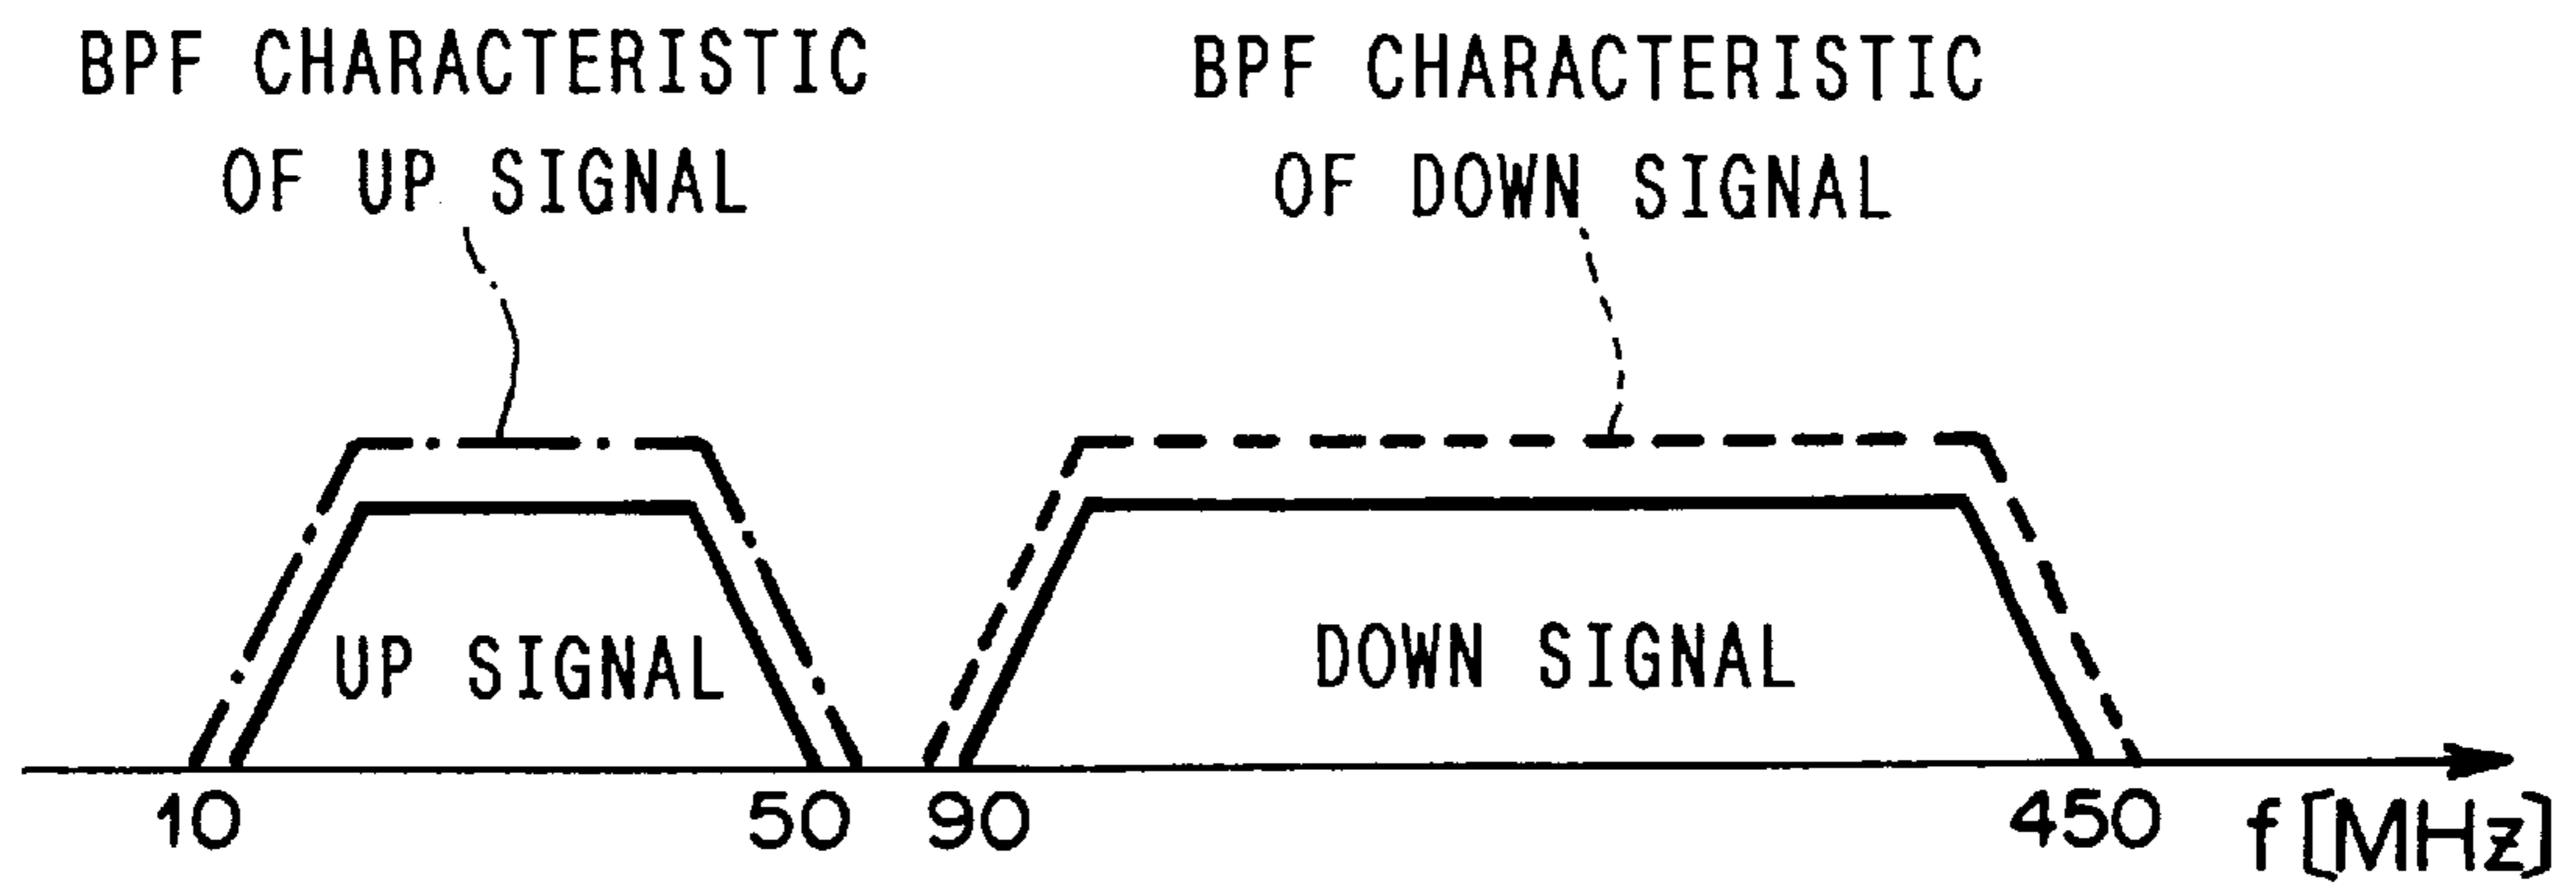 BPF CHARACTERISTIC
OF UP SIGNAL
BPF CHARACTERISTIC
OF DOWN SIGNAL
UP SIGNAL
DOWN SIGNAL
10
50
90
450
f [MHz]